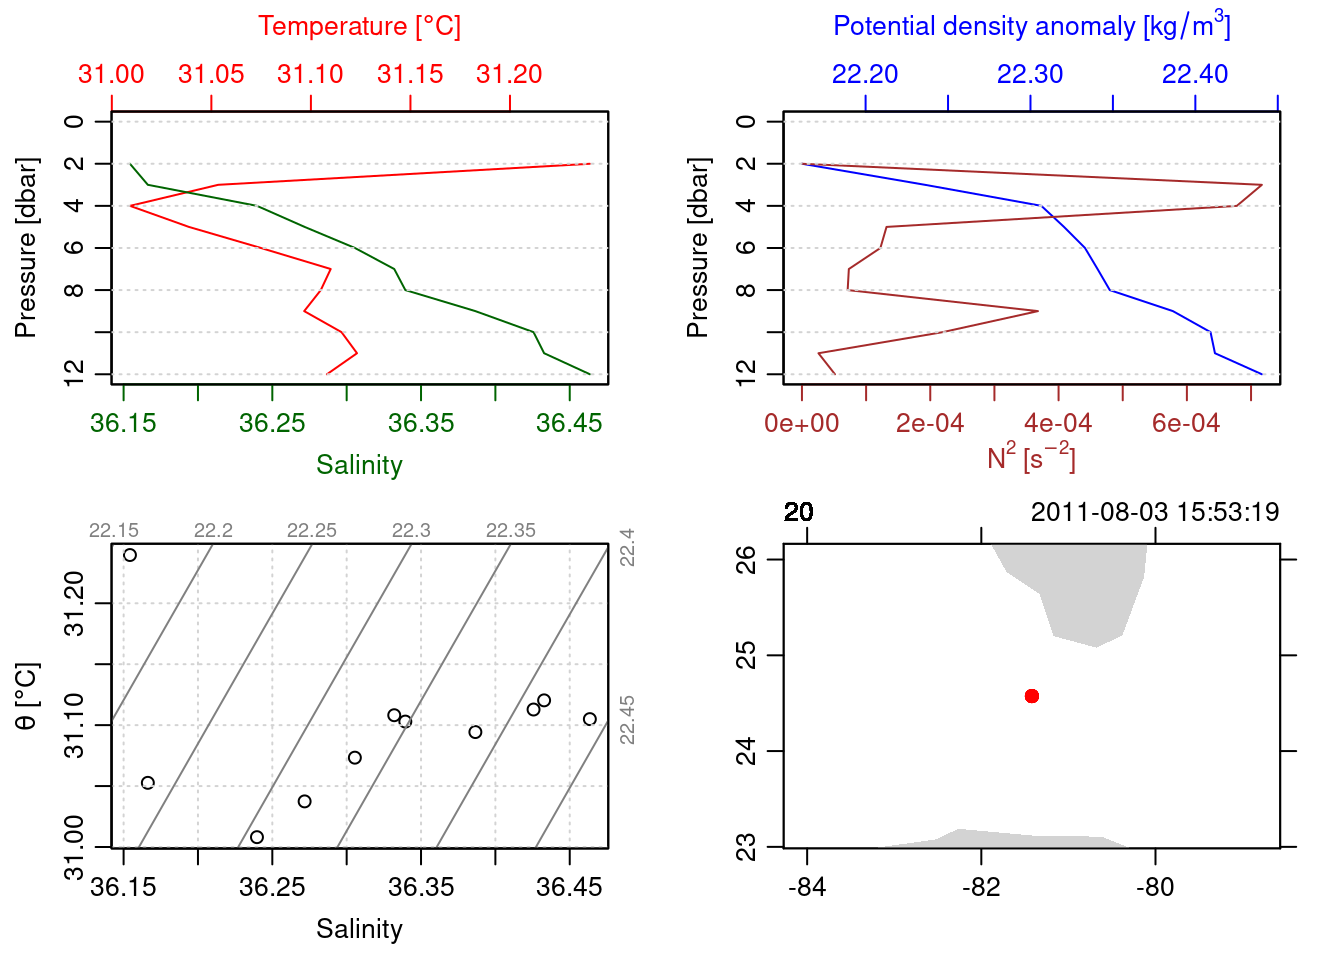 Temperature [°C]
31.00 31.05 31.10 31.15 31.20
Pressure [dbar]
0
2
4
6
8
12
36.15 36.25 36.35 36.45
Salinity
Potential density anomaly [kg/m³]
22.20 22.30 22.40
Pressure [dbar]
0
2
4
6
8
12
0e+00 2e-04 4e-04 6e-04
N² [s⁻²]
22.15 22.2 22.25 22.3 22.35
22.4
22.45
θ [°C]
31.20
31.10
31.00
36.15 36.25 36.35 36.45
Salinity
20 2011-08-03 15:53:19
26
25
24
23
-84 -82 -80